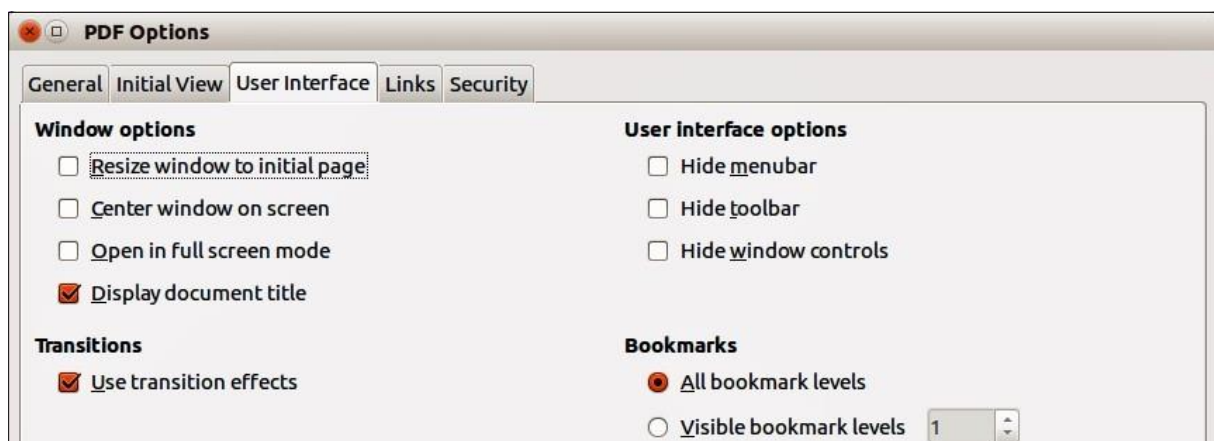 PDF Options
General Initial View User Interface Links Security
Window options
Resize window to initial page
Center window on screen
Open in full screen mode
Display document title
Transitions
Use transition effects
User interface options
Hide menubar
Hide toolbar
Hide window controls
Bookmarks
All bookmark levels
Visible bookmark levels 1